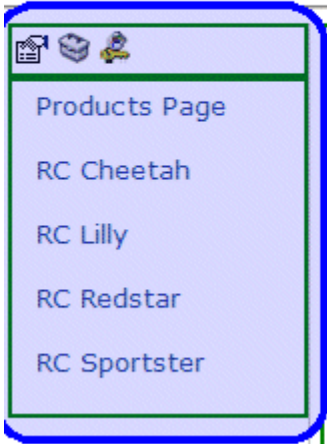 Products Page
RC Cheetah
RC Lilly
RC Redstar
RC Sportster